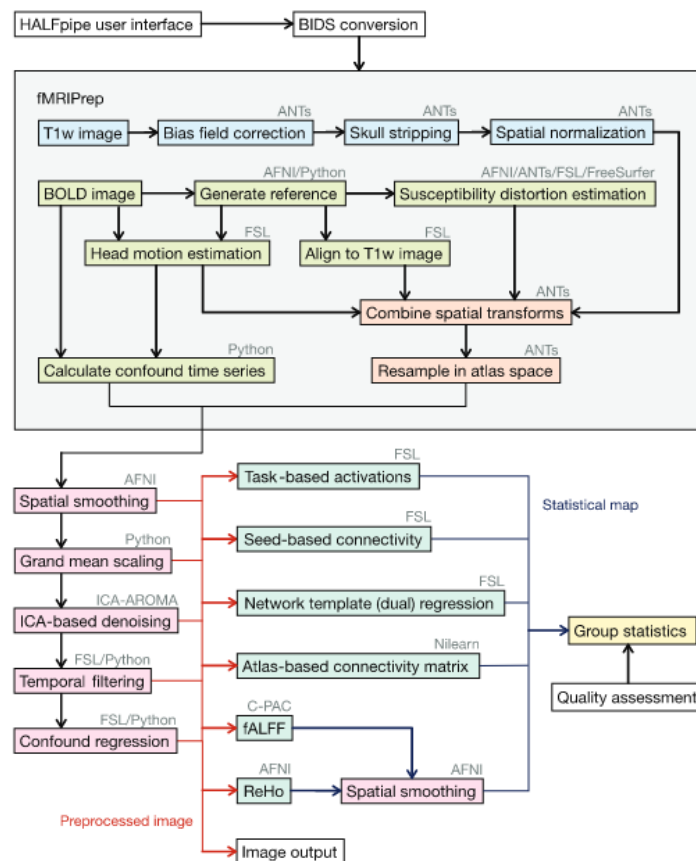 HALFpipe user interface
BIDS conversion
fMRIPrep
ANTs
ANTs
ANTs
T1w image
Bias field correction
Skull stripping
Spatial normalization
AFNI/Python
AFNI/ANTs/FSL/FreeSurfer
BOLD image
Generate reference
Susceptibility distortion estimation
FSL
FSL
Head motion estimation
Align to T1w image
ANTs
Combine spatial transforms
Python
ANTs
Calculate confound time series
Resample in atlas space
FSL
AFNI
Task-based activations
Spatial smoothing
Statistical map
FSL
Python
Seed-based connectivity
Grand mean scaling
FSL
ICA-AROMA
Network template (dual) regression
ICA-based denoising
Group statistics
Nilearn
FSL/Python
Atlas-based connectivity matrix
Temporal filtering
Quality assessment
C-PAC
FSL/Python
fALFF
Confound regression
AFNI
AFNI
ReHo
Spatial smoothing
Preprocessed image
Image output